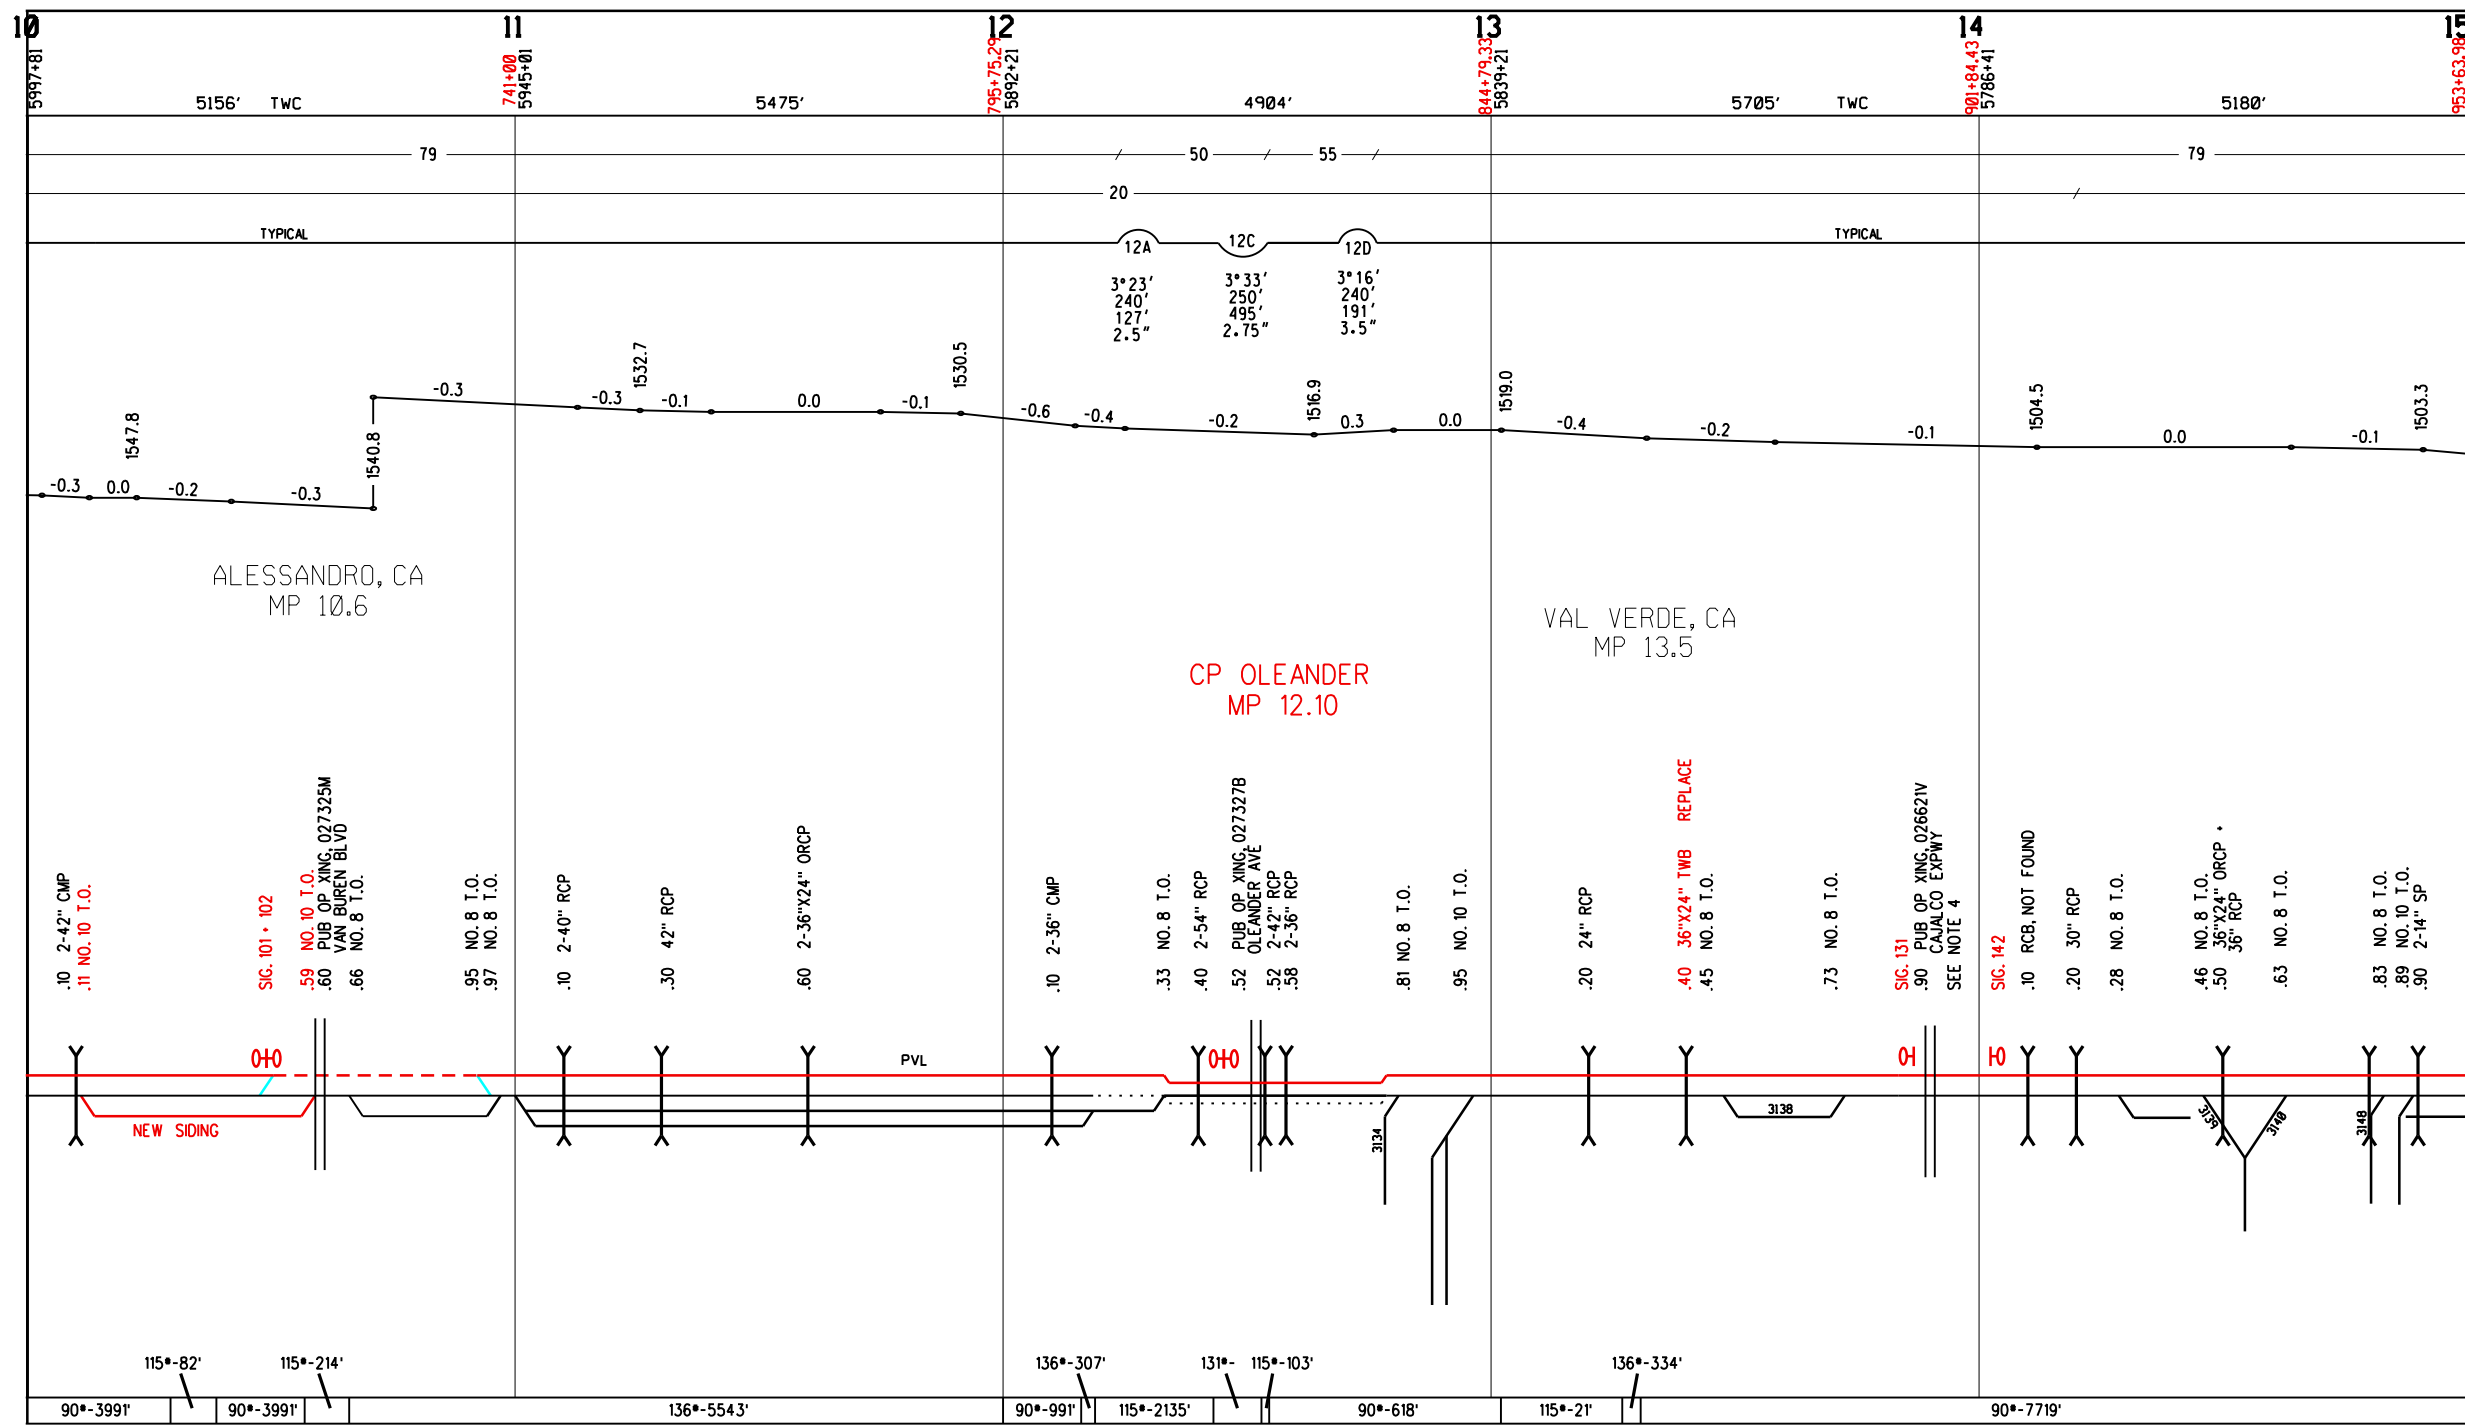 10 11 12 13 14 15
5997+81 741+00 5945+01 795+75.29 5892+21 844+79.33 5839+21 901+84.43 5786+41 953+63.98
5156' TWC 5475' 4904' 5705' TWC 5180'
79 50 55 79
20
TYPICAL 12A 12C 12D TYPICAL
3°23' 3°33' 3°16'
240' 250' 240'
127' 495' 191'
2.5" 2.75" 3.5"
1547.8 1540.8 1532.7 1530.5 1516.9 1519.0 1504.5 1503.3
-0.3 0.0 -0.2 -0.3 -0.3 -0.3 -0.1 0.0 -0.1 -0.6 -0.4 -0.2 0.3 0.0 -0.4 -0.2 -0.1 0.0 -0.1
ALESSANDRO, CA
MP 10.6
VAL VERDE, CA
MP 13.5
CP OLEANDER
MP 12.10
.10 2-42" CMP
.11 NO. 10 T.O.
SIG. 101 + 102
.59 NO. 10 T.O.
.60 PUB OP XING, 027325M
VAN BUREN BLVD
.66 NO. 8 T.O.
.95 NO. 8 T.O.
.97 NO. 8 T.O.
.10 2-40" RCP
.30 42" RCP
.60 2-36"X24" ORCP
.10 2-36" CMP
.33 NO. 8 T.O.
.40 2-54" RCP
.52 PUB OP XING, 027327B
OLEANDER AVE
.52 2-42" RCP
.58 2-36" RCP
.81 NO. 8 T.O.
.95 NO. 10 T.O.
.20 24" RCP
.40 36"X24" TWB REPLACE
.45 NO. 8 T.O.
.73 NO. 8 T.O.
SIG. 131
.90 PUB OP XING, 026621V
CAJALCO EXPWY
SEE NOTE 4
SIG. 142
.10 RCB, NOT FOUND
.20 30" RCP
.28 NO. 8 T.O.
.46 NO. 8 T.O.
.50 36"X24" ORCP +
36" RCP
.63 NO. 8 T.O.
.83 NO. 8 T.O.
.89 NO. 10 T.O.
.90 2-14" SP
PVL
NEW SIDING
3134 3138 3139 3140 3148
115#-82' 115#-214' 136#-307' 131#- 115#-103' 136#-334'
90#-3991' 90#-3991' 136#-5543' 90#-991' 115#-2135' 90#-618' 115#-21' 90#-7719'